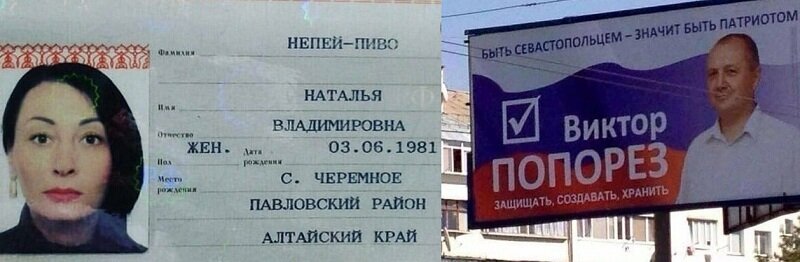 Фамилия
НЕПЕЙ-ПИВО
Имя
НАТАЛЬЯ
Отчество
ВЛАДИМИРОВНА
Пол
ЖЕН.
Дата рождения
03.06.1981
Место рождения
С. ЧЕРЕМНОЕ
ПАВЛОВСКИЙ РАЙОН
АЛТАЙСКИЙ КРАЙ
БЫТЬ СЕВАСТОПОЛЬЦЕМ – ЗНАЧИТ БЫТЬ ПАТРИОТОМ
Виктор
ПОПОРЕЗ
ЗАЩИЩАТЬ, СОЗДАВАТЬ, ХРАНИТЬ